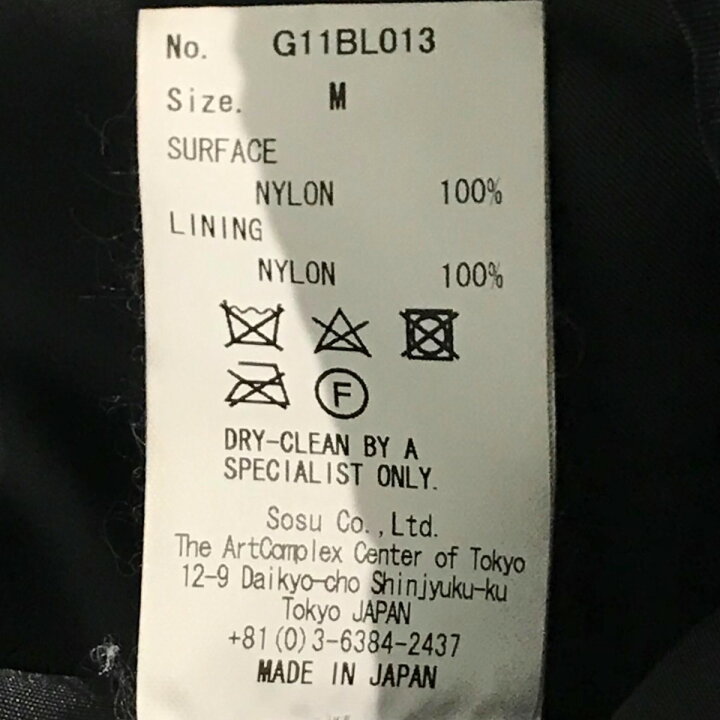 No. G11BL013
Size. M
SURFACE
NYLON 100%
LINING
NYLON 100%
F
DRY-CLEAN BY A
SPECIALIST ONLY.
Sosu Co.,Ltd.
The ArtComplex Center of Tokyo
12-9 Daikyo-cho Shinjyuku-ku
Tokyo JAPAN
+81(0)3-6384-2437
MADE IN JAPAN